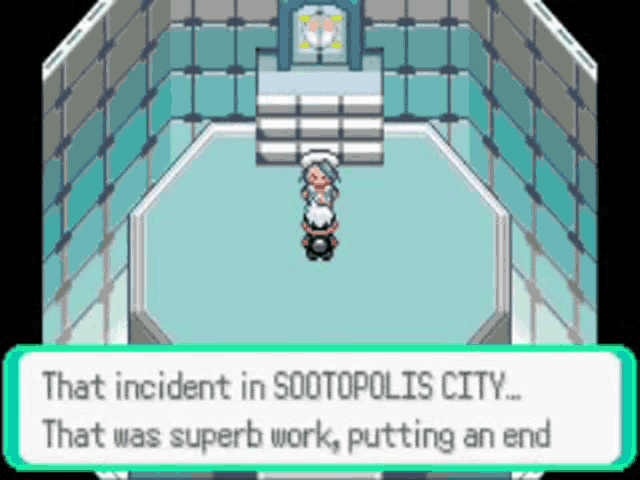 That incident in SOOTOPOLIS CITY…
That was superb work, putting an end